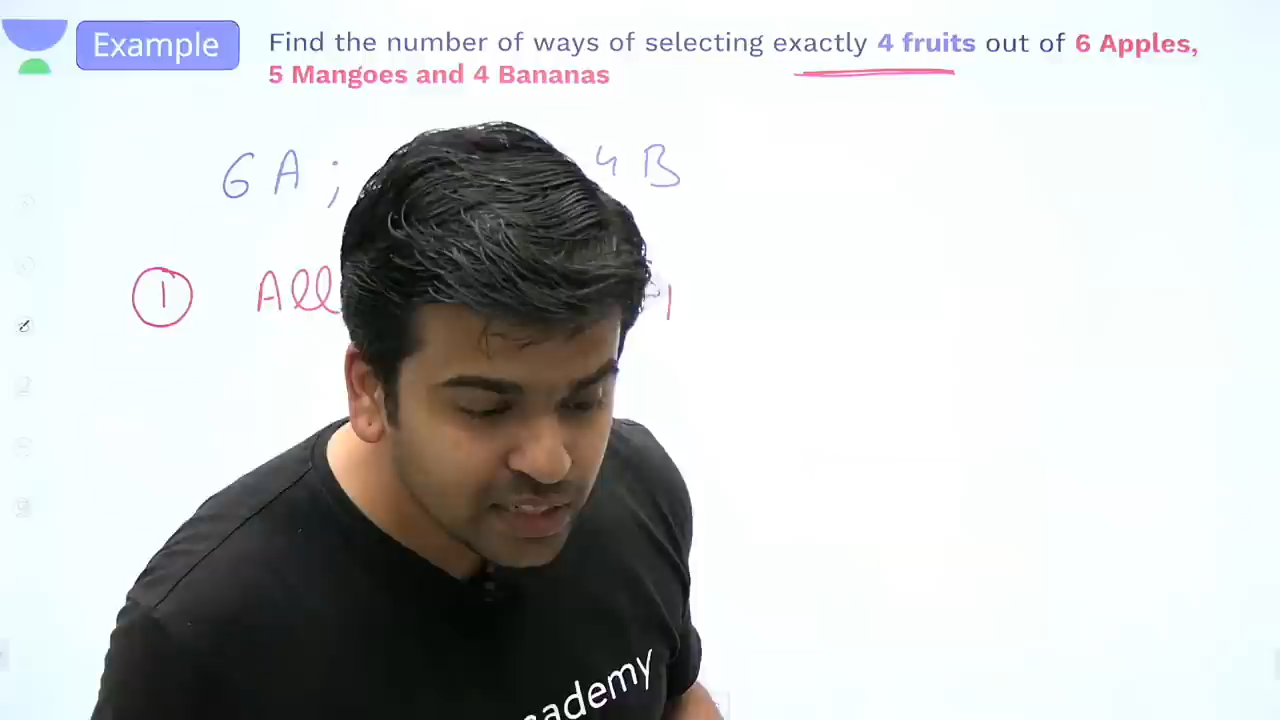 Example
Find the number of ways of selecting exactly 4 fruits out of 6 Apples,
5 Mangoes and 4 Bananas
6 A ; 4 B
1 All